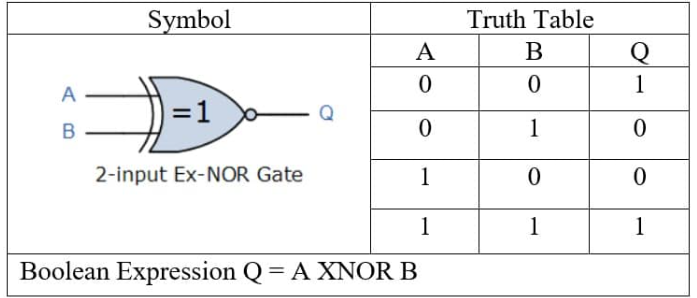 Symbol Truth Table
A B Q
0 0 1
0 1 0
1 0 0
1 1 1
A
B
=1
Q
2-input Ex-NOR Gate
Boolean Expression Q = A XNOR B